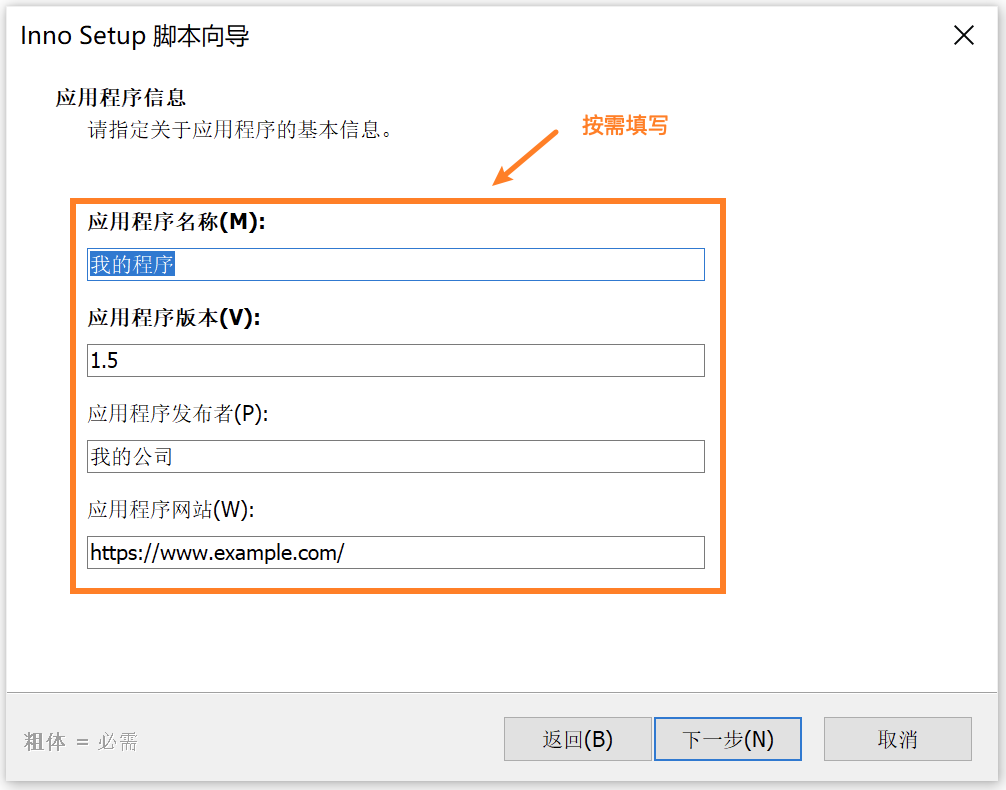 Inno Setup 脚本向导
应用程序信息
请指定关于应用程序的基本信息。
按需填写
应用程序名称(M):
我的程序
应用程序版本(V):
1.5
应用程序发布者(P):
我的公司
应用程序网站(W):
https://www.example.com/
粗体 = 必需
返回(B)
下一步(N)
取消